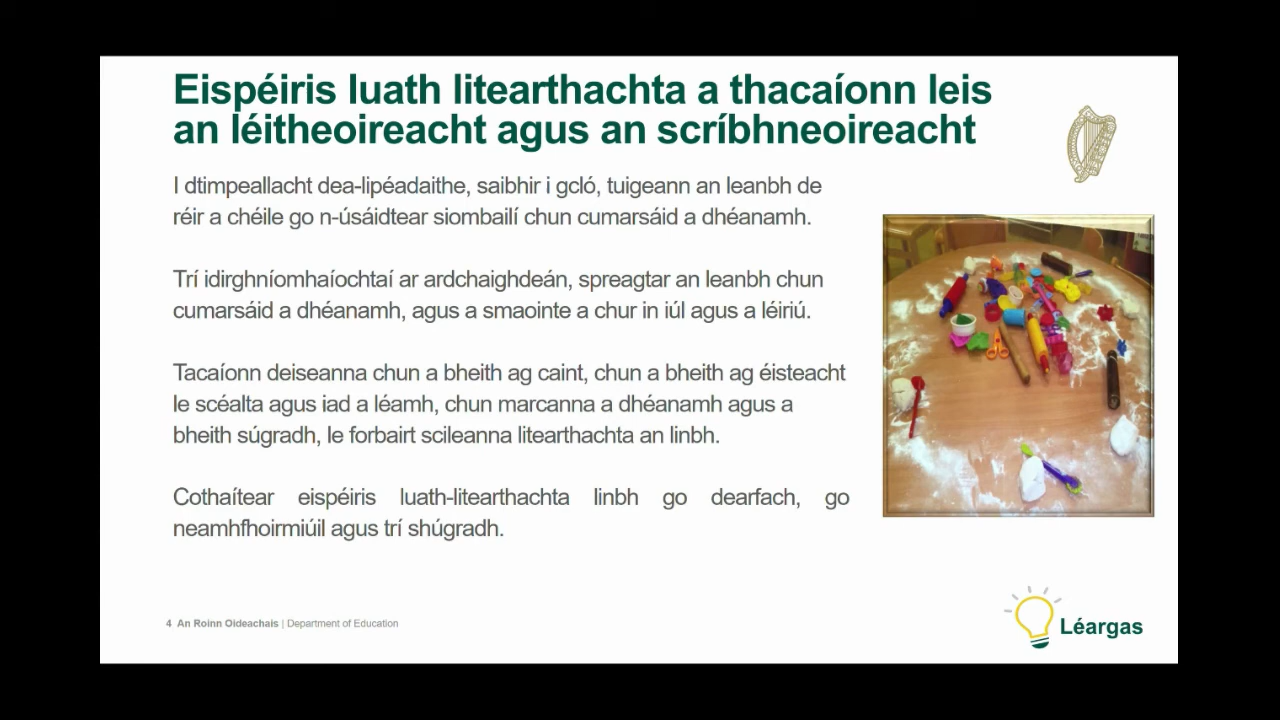 Eispéiris luath litearthachta a thacaíonn leis
an léitheoireacht agus an scríbhneoireacht
I dtimpeallacht dea-lipéadaithe, saibhir i gcló, tuigeann an leanbh de
réir a chéile go n-úsáidtear siombailí chun cumarsáid a dhéanamh.
Trí idirghníomhaíochtaí ar ardchaighdeán, spreagtar an leanbh chun
cumarsáid a dhéanamh, agus a smaointe a chur in iúl agus a léiriú.
Tacaíonn deiseanna chun a bheith ag caint, chun a bheith ag éisteacht
le scéalta agus iad a léamh, chun marcanna a dhéanamh agus a
bheith súgradh, le forbairt scileanna litearthachta an linbh.
Cothaítear eispéiris luath-litearthachta linbh go dearfach, go
neamhfhoirmiúil agus trí shúgradh.
4 An Roinn Oideachais | Department of Education
Léargas